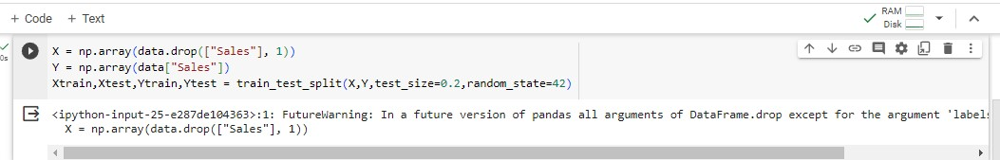 + Code + Text
RAM
Disk
0s
X = np.array(data.drop(["Sales"], 1))
Y = np.array(data["Sales"])
Xtrain,Xtest,Ytrain,Ytest = train_test_split(X,Y,test_size=0.2,random_state=42)
<ipython-input-25-e287de104363>:1: FutureWarning: In a future version of pandas all arguments of DataFrame.drop except for the argument 'labels
X = np.array(data.drop(["Sales"], 1))